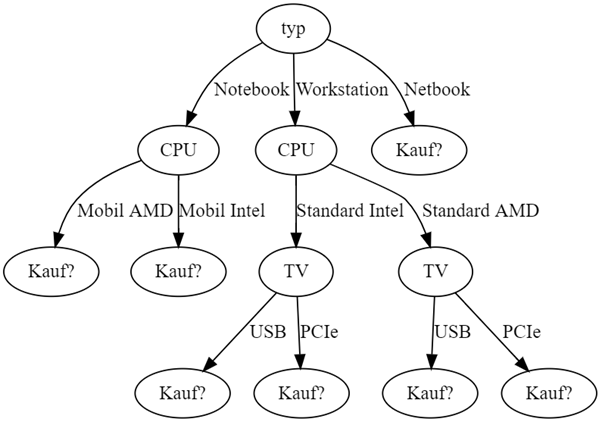 typ
Notebook Workstation Netbook
CPU CPU Kauf?
Mobil AMD Mobil Intel Standard Intel Standard AMD
Kauf? Kauf? TV TV
USB PCIe USB PCIe
Kauf? Kauf? Kauf? Kauf?